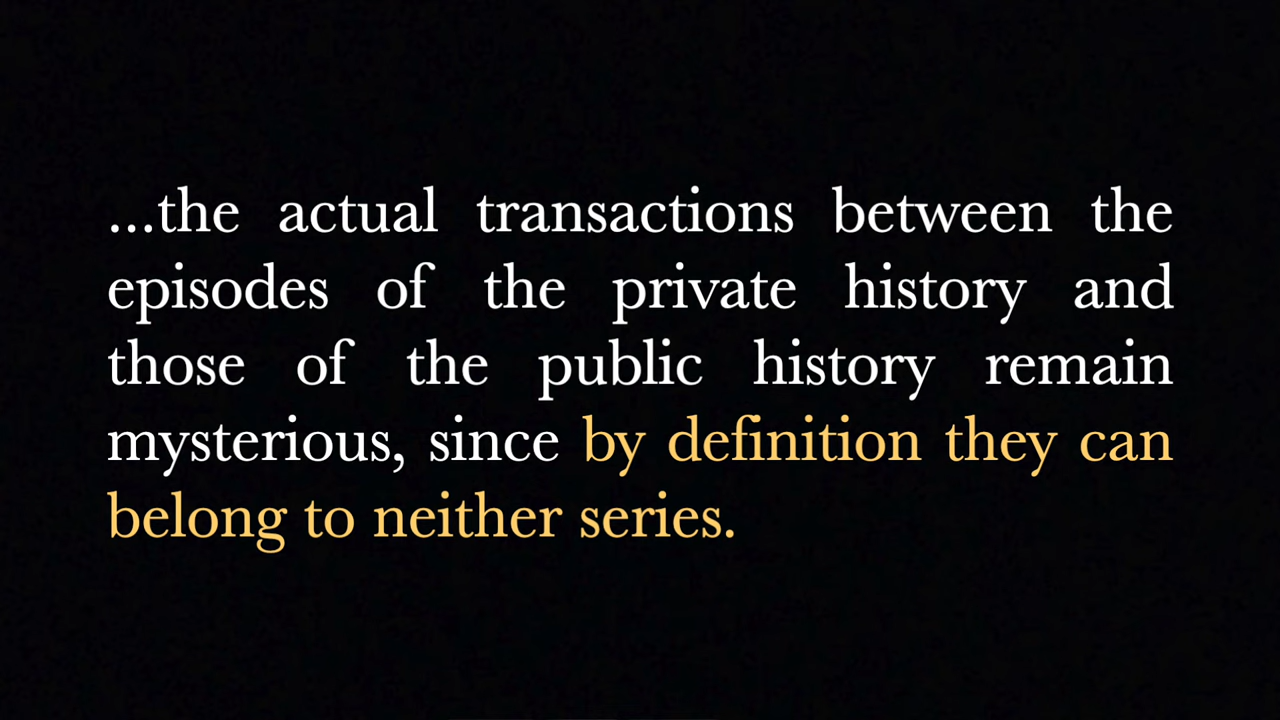 ...the actual transactions between the
episodes of the private history and
those of the public history remain
mysterious, since by definition they can
belong to neither series.